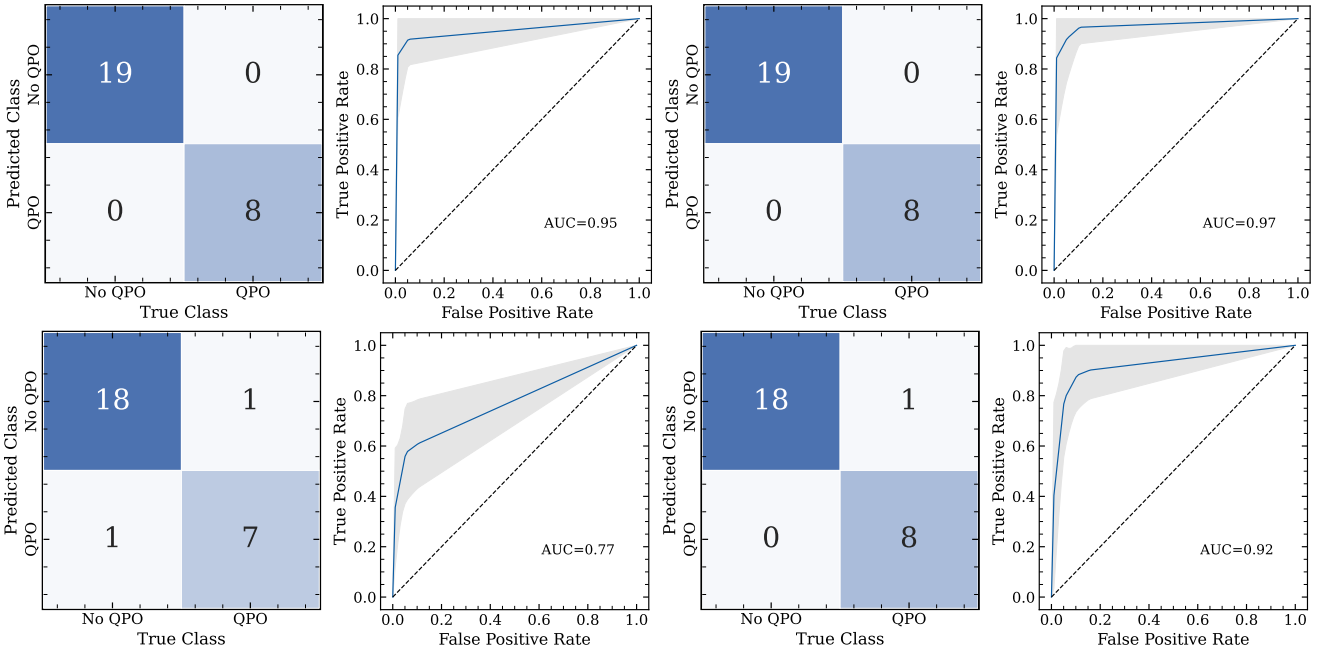 Predicted Class
No QPO
QPO
19
0
0
8
No QPO
QPO
True Class
True Positive Rate
1.0
0.8
0.6
0.4
0.2
0.0
AUC=0.95
0.0 0.2 0.4 0.6 0.8 1.0
False Positive Rate
Predicted Class
No QPO
QPO
19
0
0
8
No QPO
QPO
True Class
True Positive Rate
1.0
0.8
0.6
0.4
0.2
0.0
AUC=0.97
0.0 0.2 0.4 0.6 0.8 1.0
False Positive Rate
Predicted Class
No QPO
QPO
18
1
1
7
No QPO
QPO
True Class
True Positive Rate
1.0
0.8
0.6
0.4
0.2
0.0
AUC=0.77
0.0 0.2 0.4 0.6 0.8 1.0
False Positive Rate
Predicted Class
No QPO
QPO
18
1
0
8
No QPO
QPO
True Class
True Positive Rate
1.0
0.8
0.6
0.4
0.2
0.0
AUC=0.92
0.0 0.2 0.4 0.6 0.8 1.0
False Positive Rate